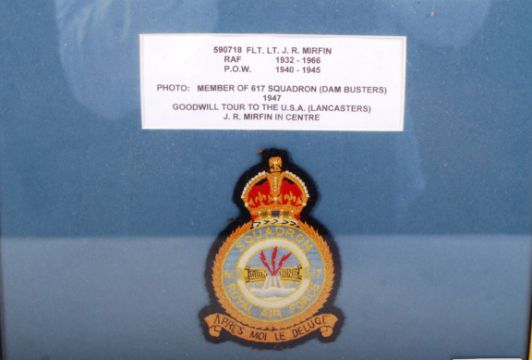 590718 FLT. LT. J. R. MIRFIN
RAF 1932 - 1966
P.O.W. 1940 - 1945
PHOTO: MEMBER OF 617 SQUADRON (DAM BUSTERS)
1947
GOODWILL TOUR TO THE U.S.A. (LANCASTERS)
J. R. MIRFIN IN CENTRE
SQUADRON
ROYAL AIR FORCE
APRES MOI LE DELUGE